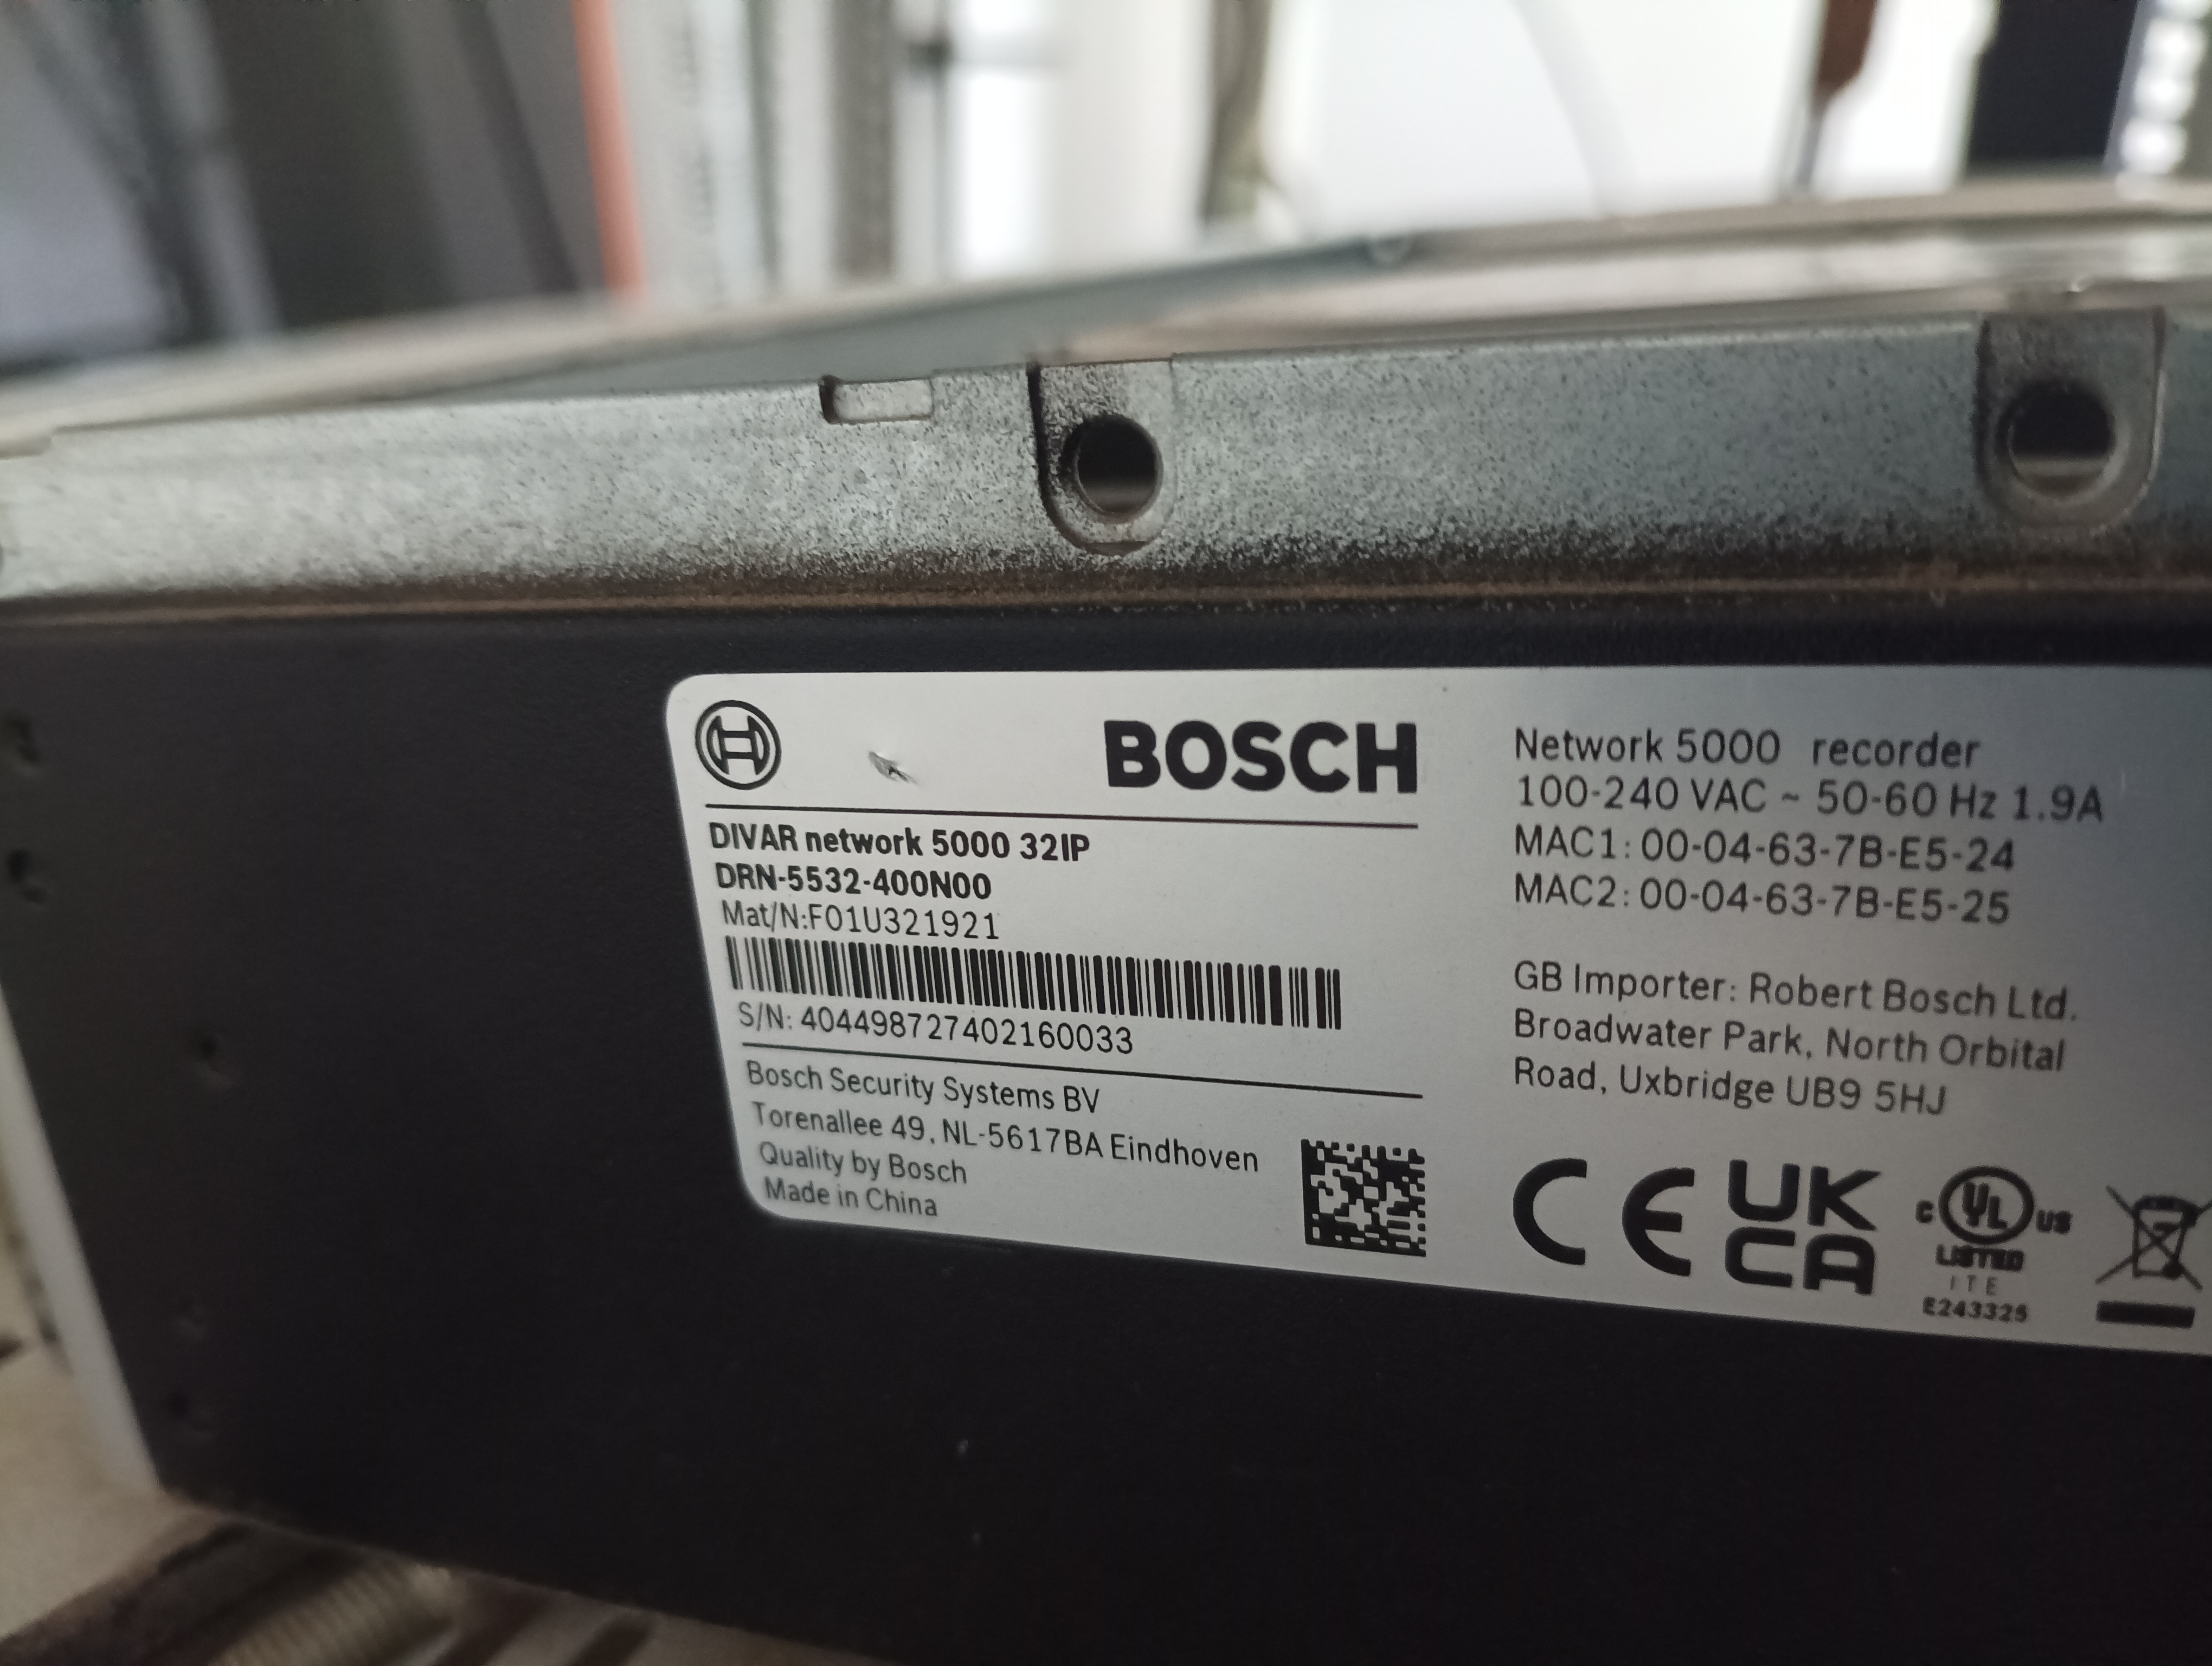 BOSCH
DIVAR network 5000 32IP
DRN-5532-400N00
Mat/N:F01U321921
S/N: 404498727402160033
Bosch Security Systems BV
Torenallee 49, NL-5617BA Eindhoven
Quality by Bosch
Made in China
Network 5000 recorder
100-240 VAC ~ 50-60 Hz 1.9A
MAC1: 00-04-63-7B-E5-24
MAC2: 00-04-63-7B-E5-25
GB Importer: Robert Bosch Ltd.
Broadwater Park, North Orbital
Road, Uxbridge UB9 5HJ
CE UK CA c UL US
LISTED
ITE
E243325